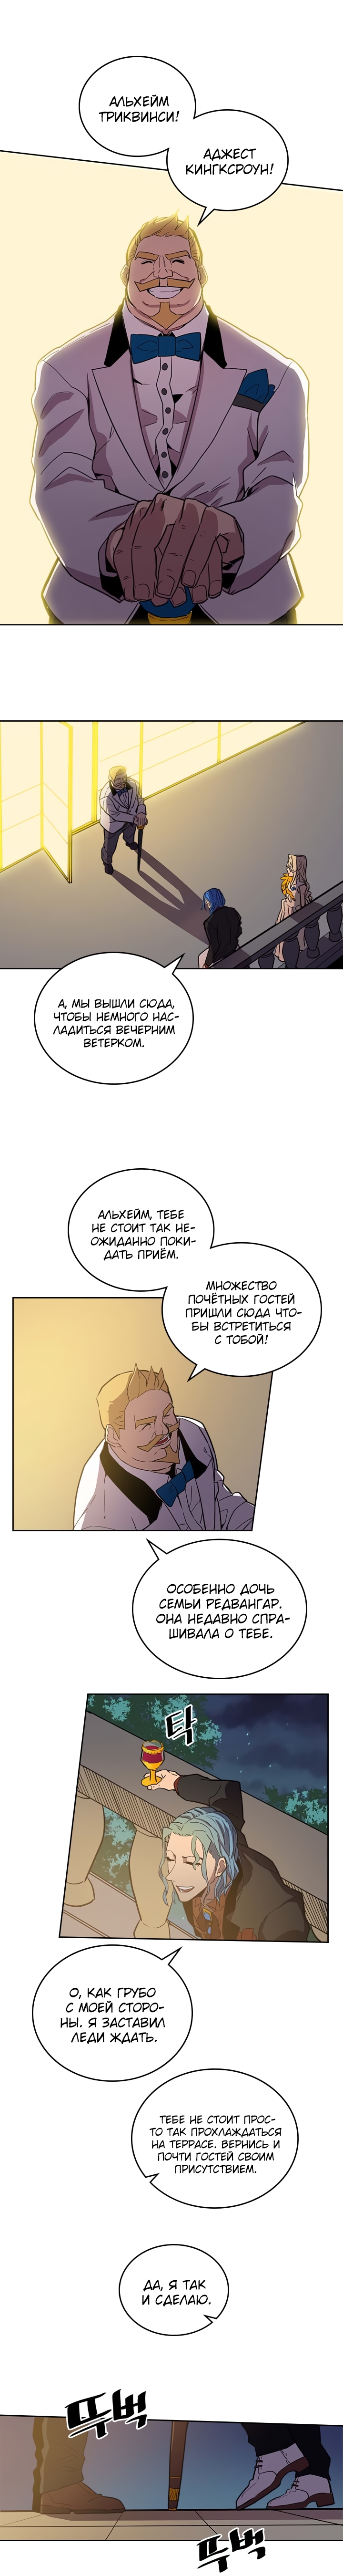 АЛЬХЕЙМ
ТРИКВИНСИ!
АДЖЕСТ
КИНГКСРОУН!
А, МЫ ВЫШЛИ СЮДА,
ЧТОБЫ НЕМНОГО НАС-
ЛАДИТЬСЯ ВЕЧЕРНИМ
ВЕТЕРКОМ.
АЛЬХЕЙМ, ТЕБЕ
НЕ СТОИТ ТАК НЕ-
ОЖИДАННО ПОКИ-
ДАТЬ ПРИЁМ.
МНОЖЕСТВО
ПОЧЁТНЫХ ГОСТЕЙ
ПРИШЛИ СЮДА ЧТО-
БЫ ВСТРЕТИТЬСЯ
С ТОБОЙ!
ОСОБЕННО ДОЧЬ
СЕМЬИ РЕДВАНГАР.
ОНА НЕДАВНО СПРА-
ШИВАЛА О ТЕБЕ.
탁
О, КАК ГРУБО
С МОЕЙ СТОРО-
НЫ. Я ЗАСТАВИЛ
ЛЕДИ ЖДАТЬ.
ТЕБЕ НЕ СТОИТ ПРОС-
ТО ТАК ПРОХЛАЖДАТЬСЯ
НА ТЕРРАСЕ. ВЕРНИСЬ И
ПОЧТИ ГОСТЕЙ СВОИМ
ПРИСУТСТВИЕМ.
ДА, Я ТАК
И СДЕЛАЮ.
뚜벅
뚜벅